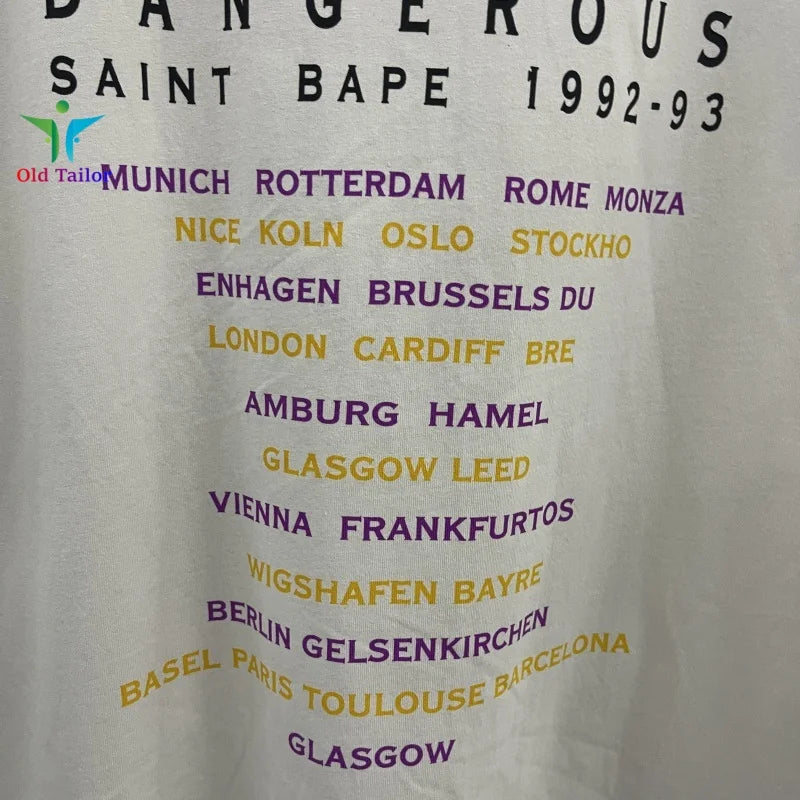 DANGEROUS
SAINT BAPE 1992-93
Old Tailor
MUNICH ROTTERDAM ROME MONZA
NICE KOLN OSLO STOCKHO
ENHAGEN BRUSSELS DU
LONDON CARDIFF BRE
AMBURG HAMEL
GLASGOW LEED
VIENNA FRANKFURTOS
WIGSHAFEN BAYRE
BERLIN GELSENKIRCHEN
BASEL PARIS TOULOUSE BARCELONA
GLASGOW